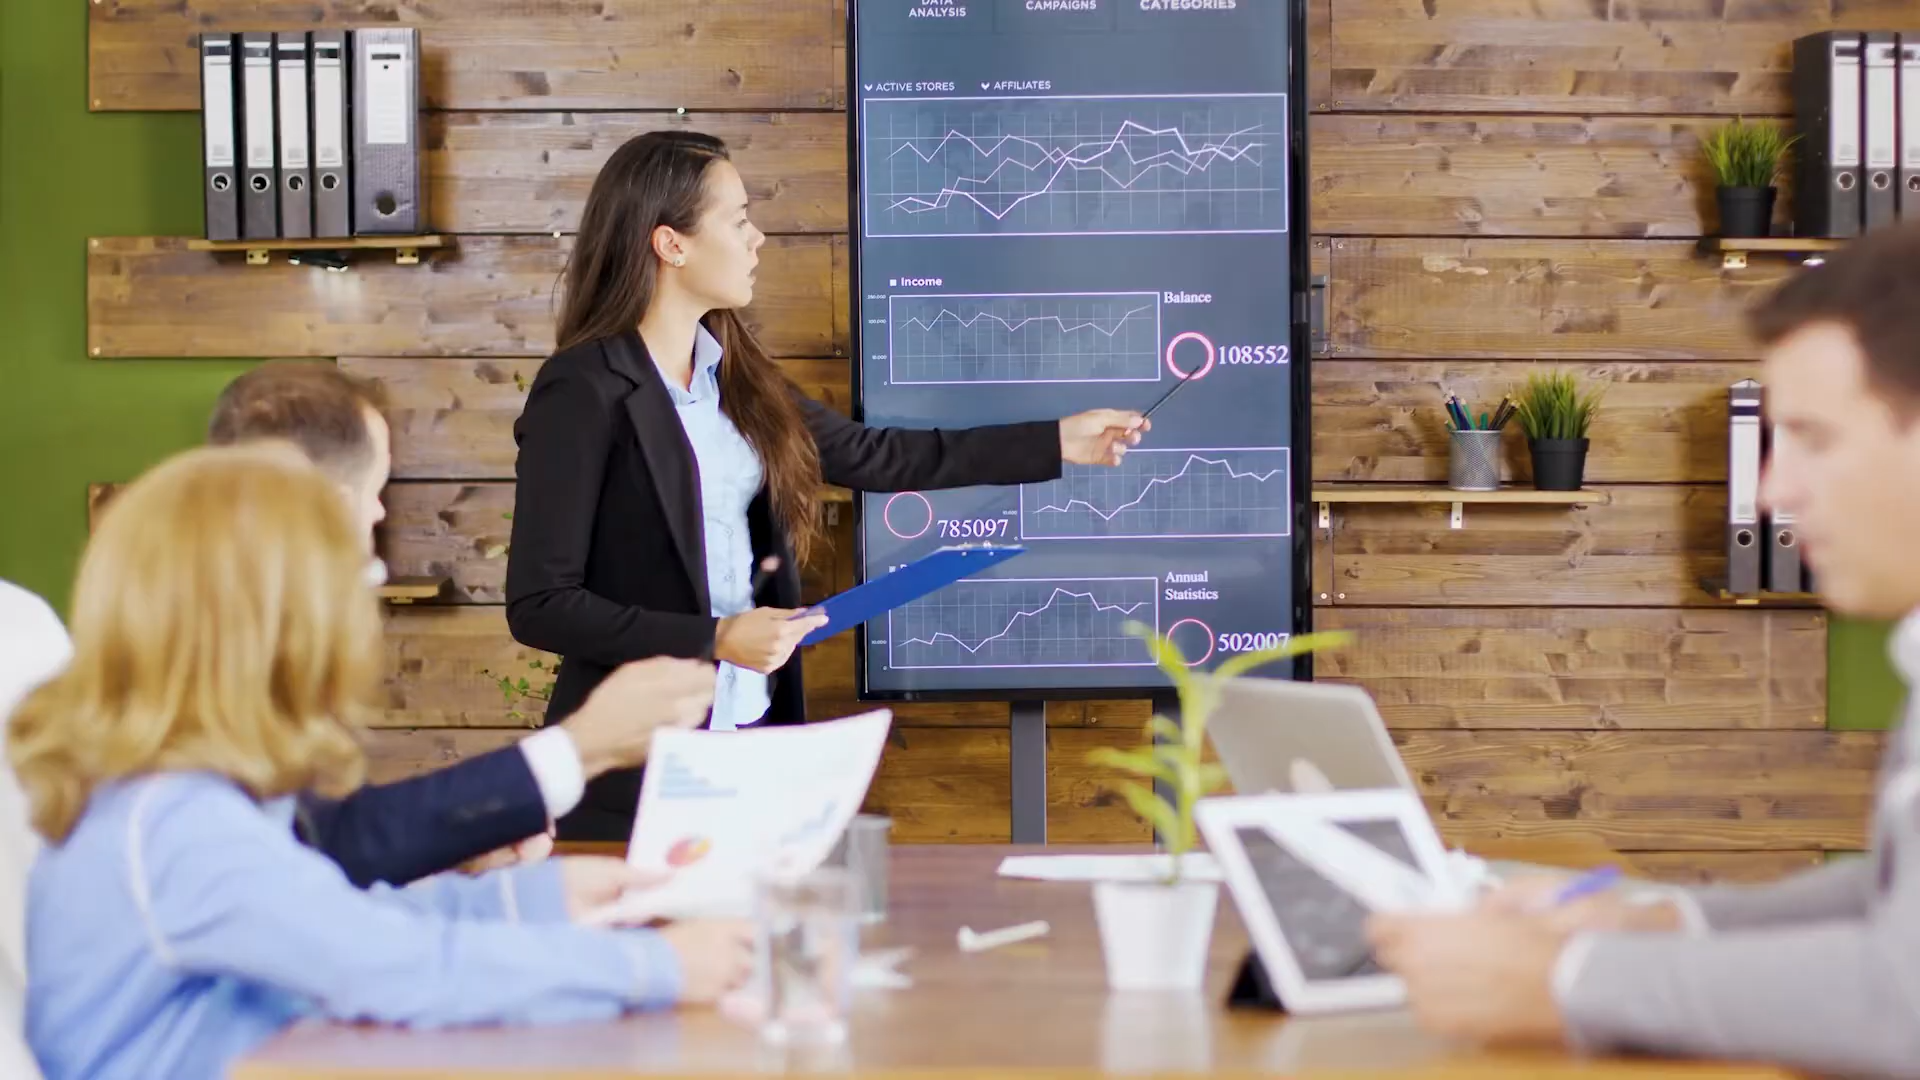 DATA
ANALYSIS
CAMPAIGNS
CATEGORIES
ACTIVE STORES
AFFILIATES
Income
Balance
108552
785097
Annual
Statistics
502007